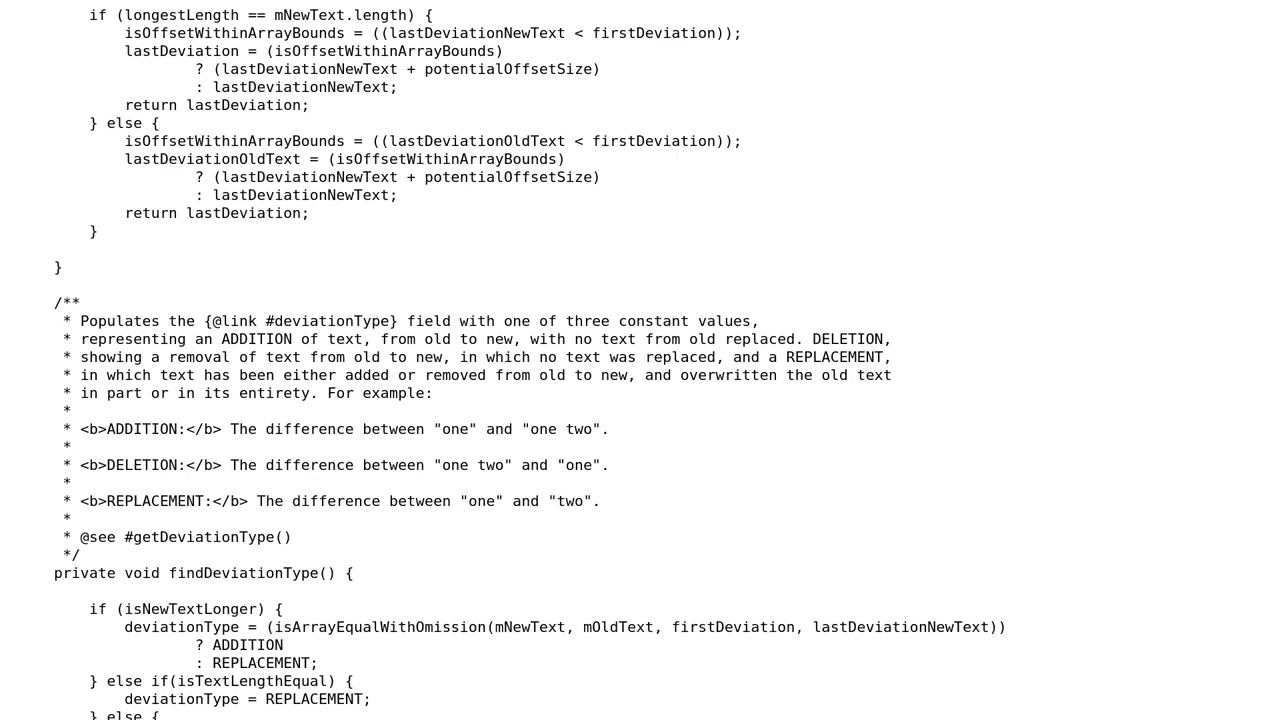 if (longestLength == mNewText.length) {
isOffsetWithinArrayBounds = ((lastDeviationNewText < firstDeviation));
lastDeviation = (isOffsetWithinArrayBounds)
? (lastDeviationNewText + potentialOffsetSize)
: lastDeviationNewText;
return lastDeviation;
} else {
isOffsetWithinArrayBounds = ((lastDeviationOldText < firstDeviation));
lastDeviationOldText = (isOffsetWithinArrayBounds)
? (lastDeviationNewText + potentialOffsetSize)
: lastDeviationNewText;
return lastDeviation;
}
}
/**
* Populates the {@link #deviationType} field with one of three constant values,
* representing an ADDITION of text, from old to new, with no text from old replaced. DELETION,
* showing a removal of text from old to new, in which no text was replaced, and a REPLACEMENT,
* in which text has been either added or removed from old to new, and overwritten the old text
* in part or in its entirety. For example:
*
* <b>ADDITION:</b> The difference between "one" and "one two".
*
* <b>DELETION:</b> The difference between "one two" and "one".
*
* <b>REPLACEMENT:</b> The difference between "one" and "two".
*
* @see #getDeviationType()
*/
private void findDeviationType() {
if (isNewTextLonger) {
deviationType = (isArrayEqualWithOmission(mNewText, mOldText, firstDeviation, lastDeviationNewText))
? ADDITION
: REPLACEMENT;
} else if(isTextLengthEqual) {
deviationType = REPLACEMENT;
} else {